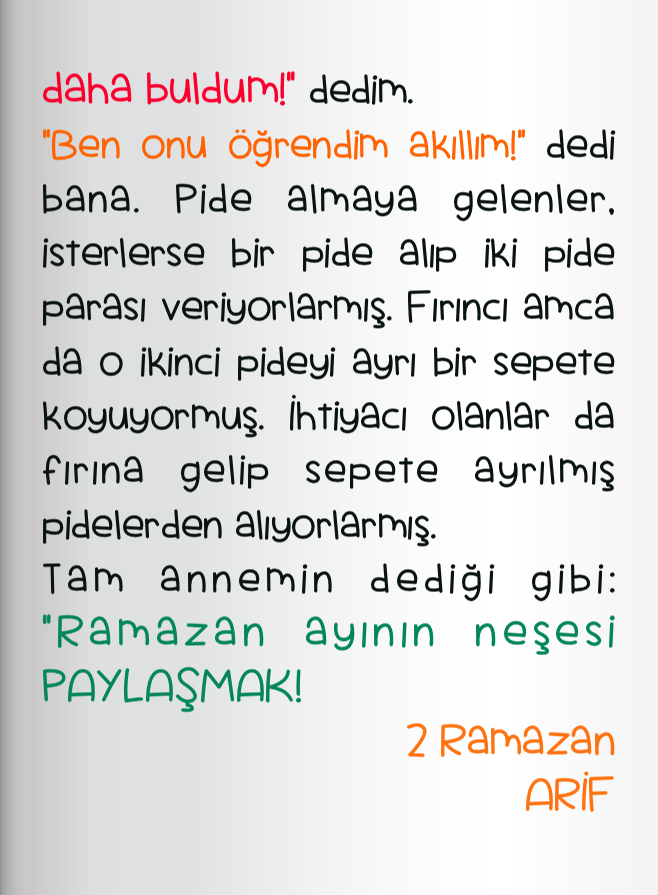 daha buldum!" dedim.
"Ben onu öğrendim akıllım!" dedi
bana. Pide almaya gelenler,
isterlerse bir pide alıp iki pide
parası veriyorlarmış. Fırıncı amca
da o ikinci pideyi ayrı bir sepete
koyuyormuş. İhtiyacı olanlar da
fırına gelip sepete ayrılmış
pidelerden alıyorlarmış.
Tam annemin dediği gibi:
"Ramazan ayının neşesi
PAYLAŞMAK!
2 Ramazan
ARİF